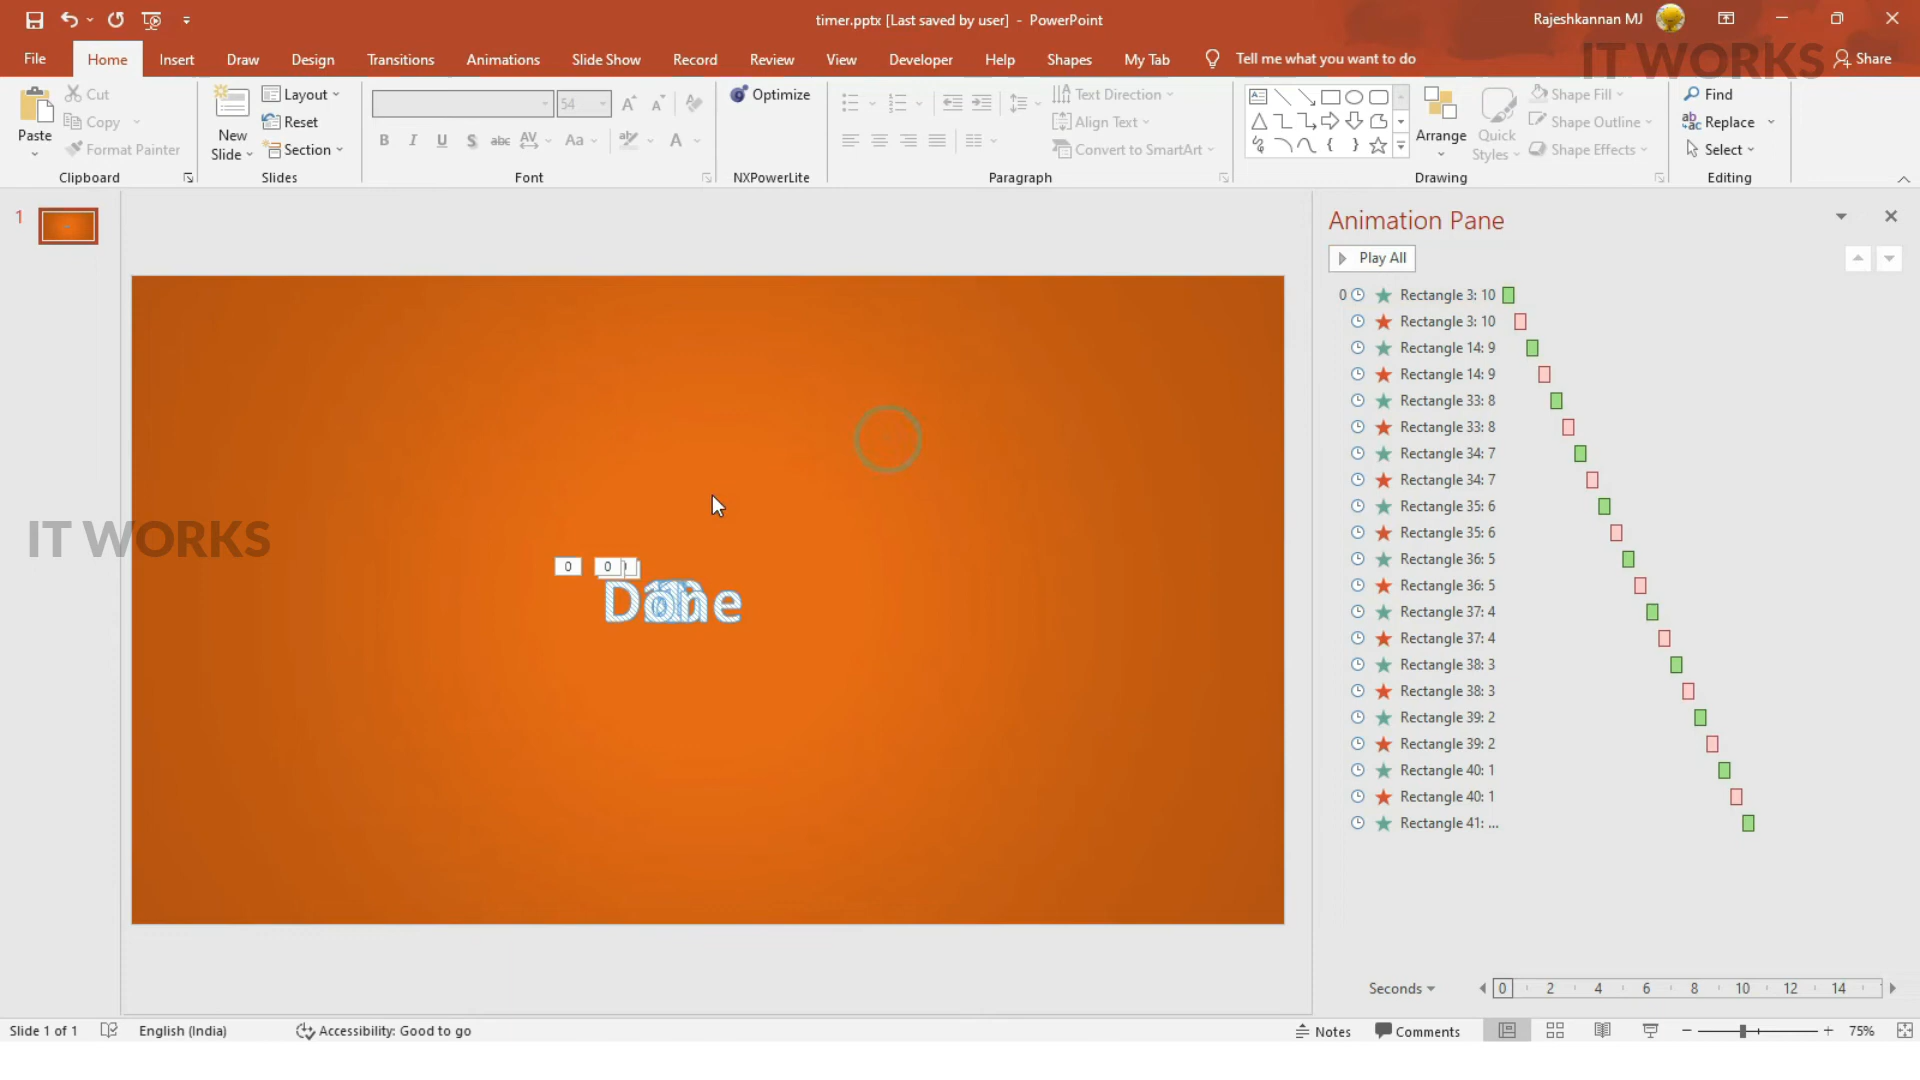 timer.pptx [Last saved by user] - PowerPoint
Rajeshkannan MJ
File Home Insert Draw Design Transitions Animations Slide Show Record Review View Developer Help Shapes My Tab Tell me what you want to do
IT WORKS
Share
Paste
Cut
Copy
Format Painter
Clipboard
New Slide
Layout
Reset
Section
Slides
54
Aa
Font
Optimize
NXPowerLite
Text Direction
Align Text
Convert to SmartArt
Paragraph
Arrange
Quick Styles
Shape Fill
Shape Outline
Shape Effects
Drawing
Find
Replace
Select
Editing
1
IT WORKS
0 0
Done
Animation Pane
Play All
0 Rectangle 3: 10
Rectangle 3: 10
Rectangle 14: 9
Rectangle 14: 9
Rectangle 33: 8
Rectangle 33: 8
Rectangle 34: 7
Rectangle 34: 7
Rectangle 35: 6
Rectangle 35: 6
Rectangle 36: 5
Rectangle 36: 5
Rectangle 37: 4
Rectangle 37: 4
Rectangle 38: 3
Rectangle 38: 3
Rectangle 39: 2
Rectangle 39: 2
Rectangle 40: 1
Rectangle 40: 1
Rectangle 41: ...
Seconds 0 2 4 6 8 10 12 14
Slide 1 of 1 English (India) Accessibility: Good to go Notes Comments 75%